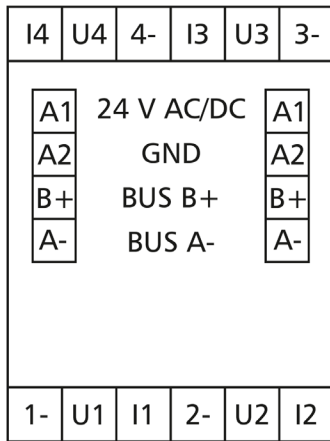 I4 U4 4- I3 U3 3-
A1 24 V AC/DC A1
A2 GND A2
B+ BUS B+ B+
A- BUS A- A-
1- U1 I1 2- U2 I2